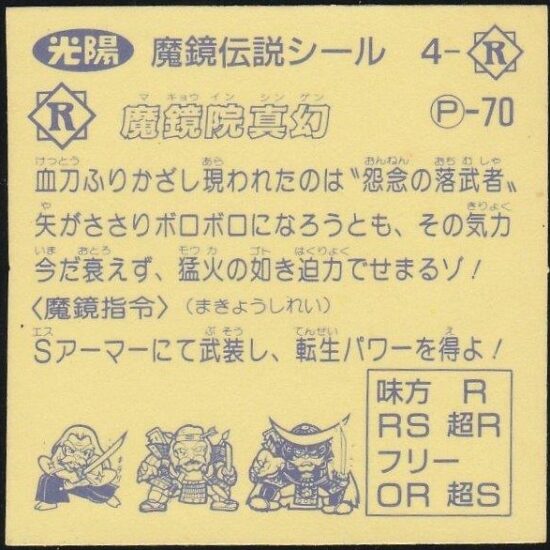 光陽 魔鏡伝説シール 4-R
R 魔鏡院真幻 P-70
マキョウインシンゲン
けっとう あら おんねん おちむしゃ
血刀ふりかざし現われたのは〝怨念の落武者〟
や きりょく
矢がささりボロボロになろうとも、その気力
いま おとろ モウカ ゴト はくりょく
今だ衰えず、猛火の如き迫力でせまるゾ！
〈魔鏡指令〉（まきょうしれい）
エス ぶそう てんせい え
Sアーマーにて武装し、転生パワーを得よ！
味方 R
RS 超R
フリー
OR 超S